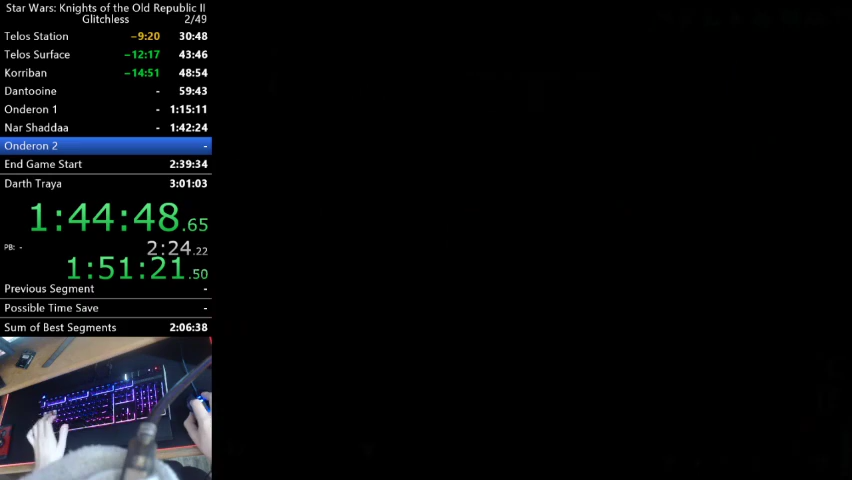 Star Wars: Knights of the Old Republic II
Glitchless 2/49
Telos Station −9:20 30:48
Telos Surface −12:17 43:46
Korriban −14:51 48:54
Dantooine - 59:43
Onderon 1 - 1:15:11
Nar Shaddaa - 1:42:24
Onderon 2 -
End Game Start 2:39:34
Darth Traya 3:01:03
1:44:48.65
PB: - 2:24.22
1:51:21.50
Previous Segment -
Possible Time Save -
Sum of Best Segments 2:06:38